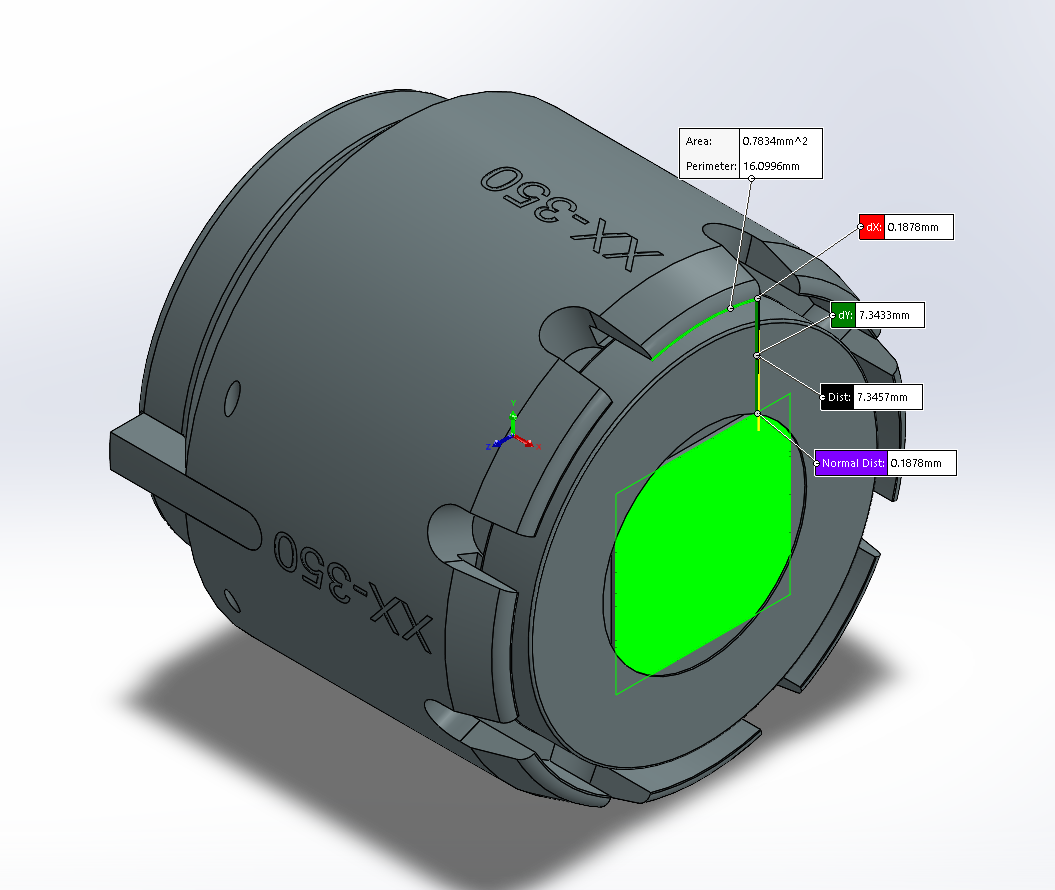 Area: 0.7834mm^2
Perimeter: 16.0996mm
XX-350
dX: 0.1878mm
dY: 7.3433mm
Dist: 7.3457mm
Normal Dist: 0.1878mm
Y
Z X
XX-350